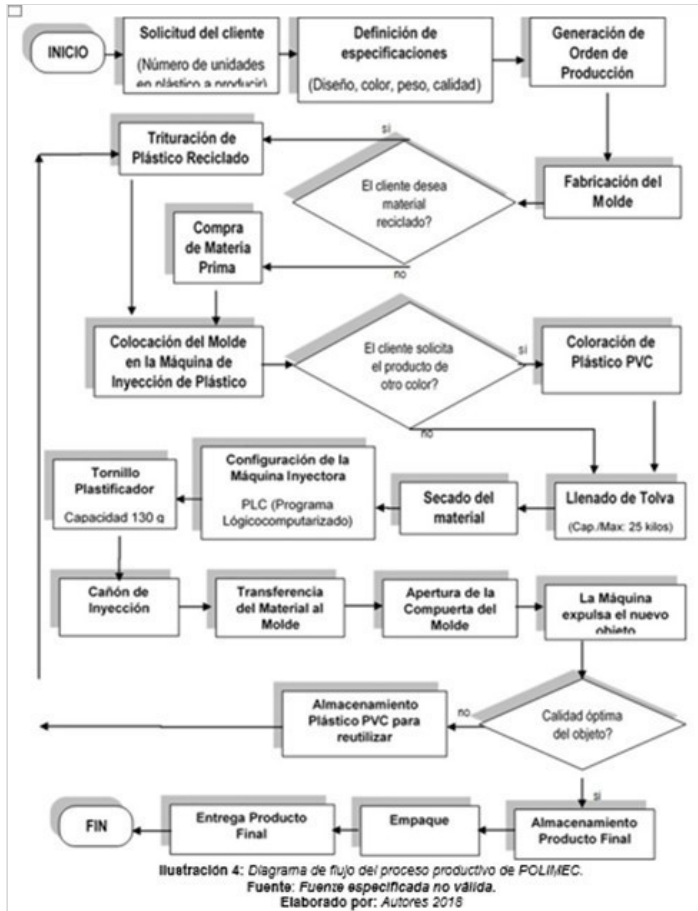 INICIO
Solicitud del cliente
(Número de unidades
en plástico a producir)
Definición de
especificaciones
(Diseño, color, peso, calidad)
Generación de
Orden de
Producción
Trituración de
Plástico Reciclado
si
El cliente desea
material
reciclado?
Fabricación del
Molde
Compra
de Materia
Prima
no
Colocación del Molde
en la Máquina de
Inyección de Plástico
El cliente solicita
el producto de
otro color?
si
Coloración de
Plástico PVC
no
Tornillo
Plastificador
Capacidad 130 g
Configuración de la
Máquina Inyectora
PLC (Programa
Lógicocomputarizado)
Secado del
material
Llenado de Tolva
(Cap./Max: 25 kilos)
Cañón de
Inyección
Transferencia
del Material al
Molde
Apertura de la
Compuerta del
Molde
La Máquina
expulsa el nuevo
objeto
Almacenamiento
Plástico PVC para
reutilizar
no
Calidad óptima
del objeto?
si
FIN
Entrega Producto
Final
Empaque
Almacenamiento
Producto Final
Ilustración 4: Diagrama de flujo del proceso productivo de POLIMEC.
Fuente: Fuente especificada no válida.
Elaborado por: Autores 2018